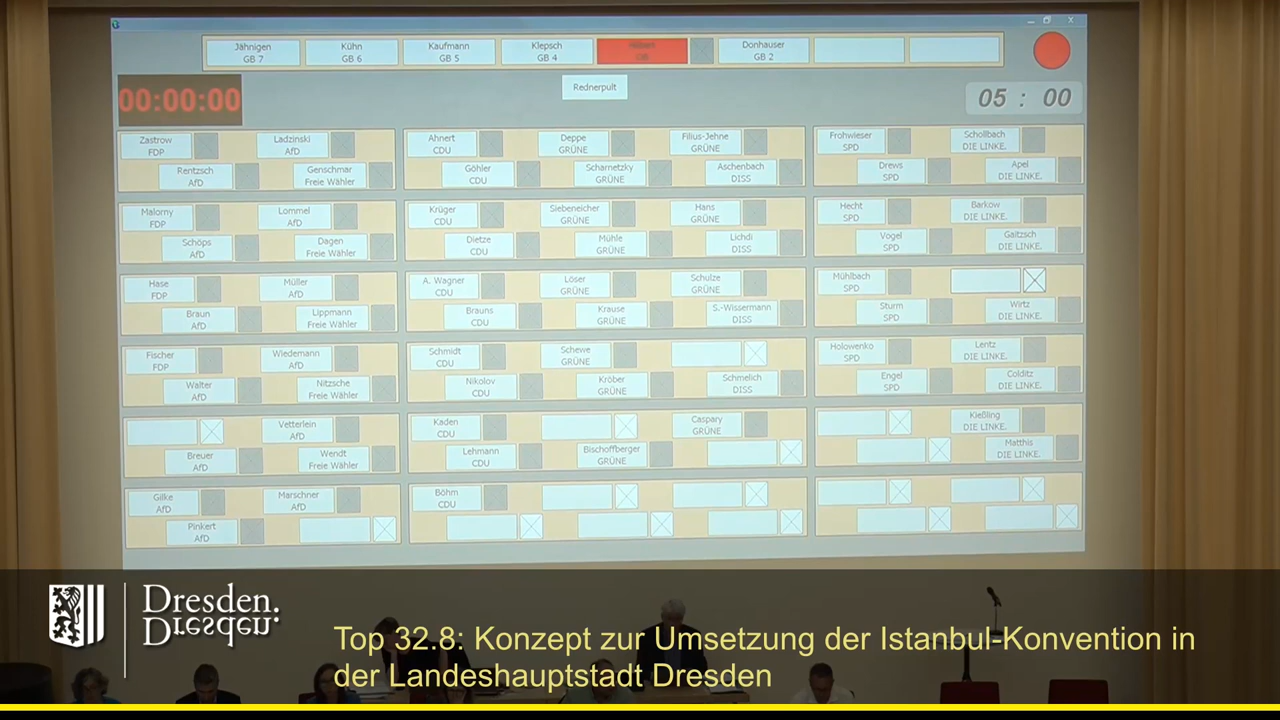 Jähnigen Kühn Kaufmann Klepsch Donhauser
GB 7 GB 6 GB 5 GB 4 GB 2
Rednerpult
00:00:00
05 : 00
Zastrow
FDP
Ladzinski
AfD
Rentzsch
AfD
Genschmar
Freie Wähler
Ahnert
CDU
Deppe
GRÜNE
Filius-Jehne
GRÜNE
Göhler
CDU
Scharnetzky
GRÜNE
Aschenbach
DISS
Frohwieser
SPD
Schollbach
DIE LINKE.
Drews
SPD
Apel
DIE LINKE.
Malorny
FDP
Lommel
AfD
Schöps
AfD
Dagen
Freie Wähler
Krüger
CDU
Siebeneicher
GRÜNE
Hans
GRÜNE
Dietze
CDU
Mühle
GRÜNE
Lichdi
DISS
Hecht
SPD
Barkow
DIE LINKE.
Vogel
SPD
Gaitzsch
DIE LINKE.
Hase
FDP
Müller
AfD
Braun
AfD
Lippmann
Freie Wähler
A. Wagner
CDU
Löser
GRÜNE
Schulze
GRÜNE
Brauns
CDU
Krause
GRÜNE
S.-Wissermann
DISS
Mühlbach
SPD
Sturm
SPD
Wirtz
DIE LINKE.
Fischer
FDP
Wiedemann
AfD
Walter
AfD
Nitzsche
Freie Wähler
Schmidt
CDU
Schewe
GRÜNE
Nikolov
CDU
Kröber
GRÜNE
Schmelich
DISS
Holowenko
SPD
Lentz
DIE LINKE.
Engel
SPD
Colditz
DIE LINKE.
Vetterlein
AfD
Breuer
AfD
Wendt
Freie Wähler
Kaden
CDU
Caspary
GRÜNE
Lehmann
CDU
Bischoffberger
GRÜNE
Kießling
DIE LINKE.
Matthis
DIE LINKE.
Gilke
AfD
Marschner
AfD
Pinkert
AfD
Böhm
CDU
Dresden.
Dresden.
Top 32.8: Konzept zur Umsetzung der Istanbul-Konvention in
der Landeshauptstadt Dresden